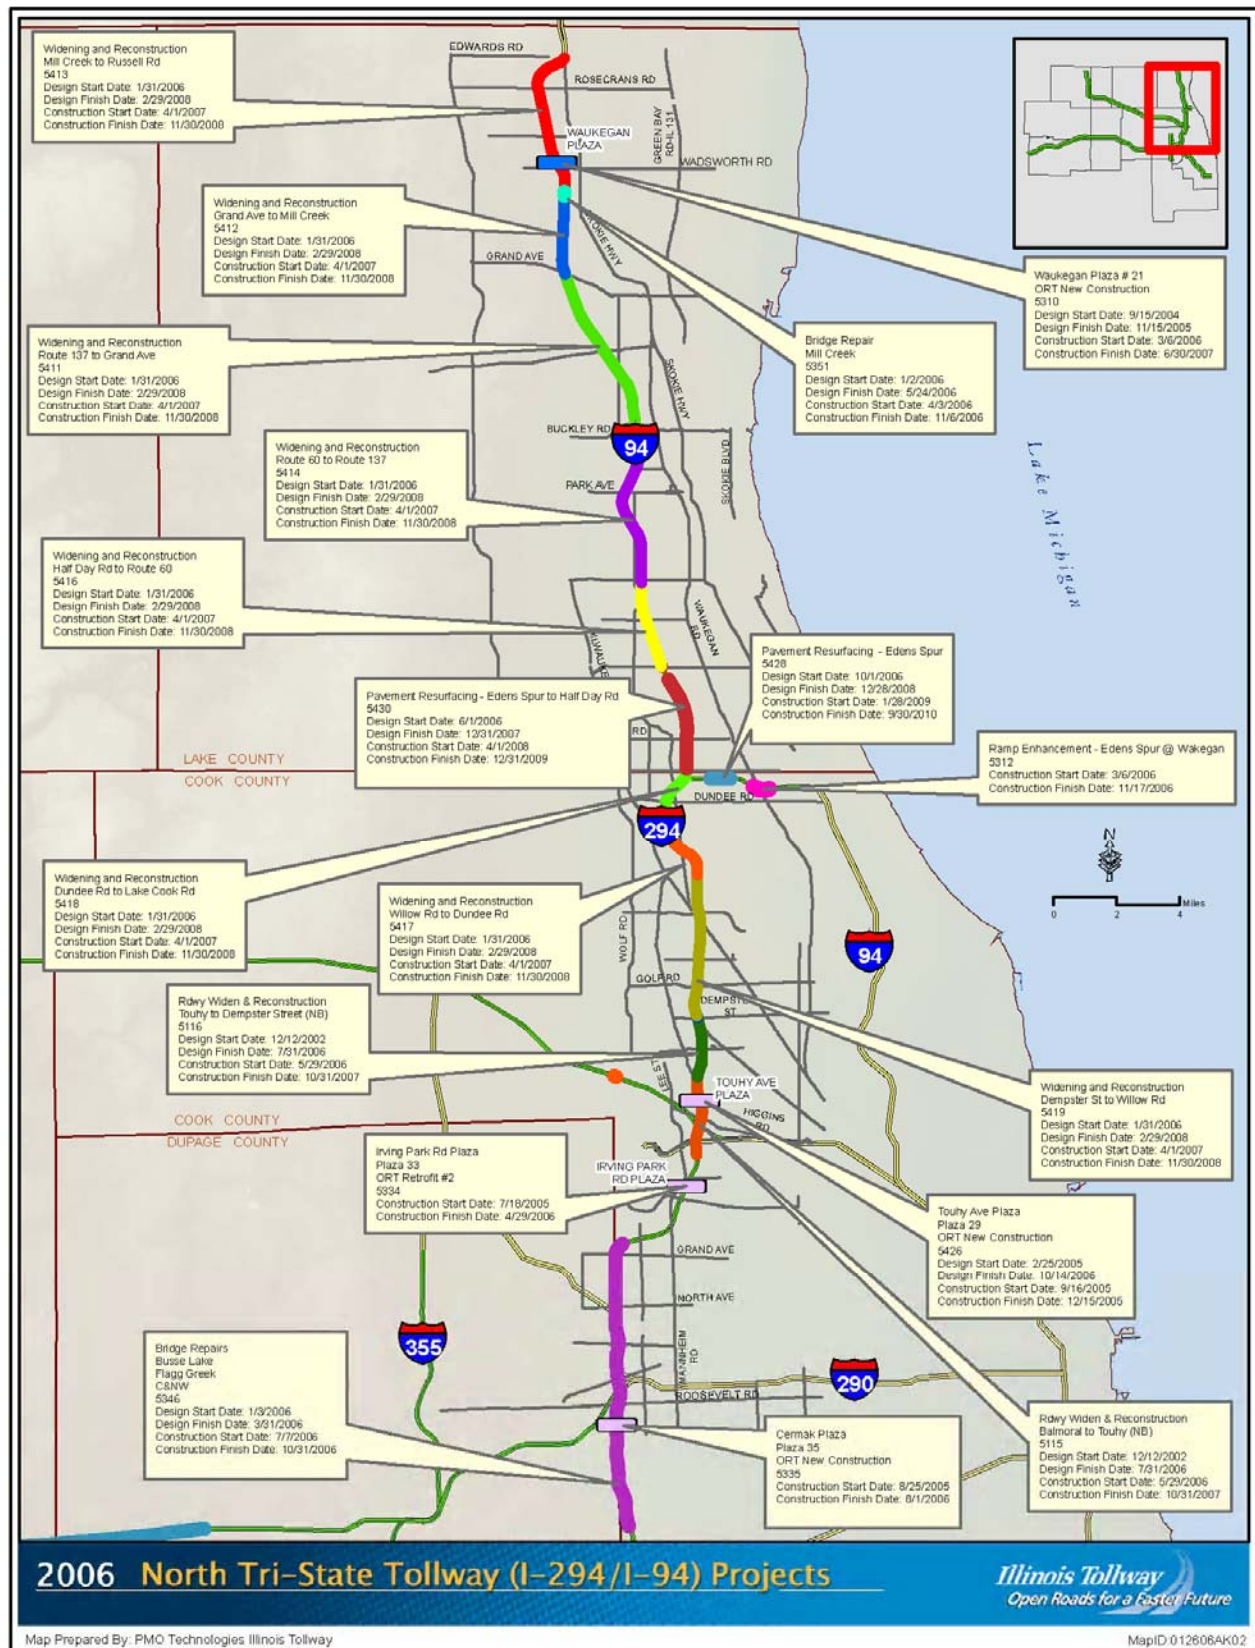 Widening and Reconstruction
Mill Creek to Russell Rd
5413
Design Start Date: 1/31/2006
Design Finish Date: 2/29/2008
Construction Start Date: 4/1/2007
Construction Finish Date: 11/30/2008
EDWARDS RD
ROSECRANS RD
WAUKEGAN
PLAZA
GREEN BAY
RD-IL 131
WADSWORTH RD
Widening and Reconstruction
Grand Ave to Mill Creek
5412
Design Start Date: 1/31/2006
Design Finish Date: 2/29/2008
Construction Start Date: 4/1/2007
Construction Finish Date: 11/30/2008
SKOKIE HWY
GRAND AVE
Waukegan Plaza # 21
ORT New Construction
5310
Design Start Date: 9/15/2004
Design Finish Date: 11/15/2005
Construction Start Date: 3/6/2006
Construction Finish Date: 6/30/2007
Widening and Reconstruction
Route 137 to Grand Ave
5411
Design Start Date: 1/31/2006
Design Finish Date: 2/29/2008
Construction Start Date: 4/1/2007
Construction Finish Date: 11/30/2008
Bridge Repair
Mill Creek
5351
Design Start Date: 1/2/2006
Design Finish Date: 5/24/2006
Construction Start Date: 4/3/2006
Construction Finish Date: 11/6/2006
SKOKIE HWY
BUCKLEY RD
94
SKOKIE BLVD
PARK AVE
Lake Michigan
Widening and Reconstruction
Route 60 to Route 137
5414
Design Start Date: 1/31/2006
Design Finish Date: 2/29/2008
Construction Start Date: 4/1/2007
Construction Finish Date: 11/30/2008
Widening and Reconstruction
Half Day Rd to Route 60
5416
Design Start Date: 1/31/2006
Design Finish Date: 2/29/2008
Construction Start Date: 4/1/2007
Construction Finish Date: 11/30/2008
WAUKEGAN
RD
Pavement Resurfacing - Edens Spur
5428
Design Start Date: 10/1/2006
Design Finish Date: 12/28/2008
Construction Start Date: 1/28/2009
Construction Finish Date: 9/30/2010
Pavement Resurfacing - Edens Spur to Half Day Rd
5430
Design Start Date: 6/1/2006
Design Finish Date: 12/31/2007
Construction Start Date: 4/1/2008
Construction Finish Date: 12/31/2009
RD
Ramp Enhancement - Edens Spur @ Wakegan
5312
Construction Start Date: 3/6/2006
Construction Finish Date: 11/17/2006
LAKE COUNTY
COOK COUNTY
DUNDEE RD
294
N
0 2 4 Miles
Widening and Reconstruction
Dundee Rd to Lake Cook Rd
5418
Design Start Date: 1/31/2006
Design Finish Date: 2/29/2008
Construction Start Date: 4/1/2007
Construction Finish Date: 11/30/2008
Widening and Reconstruction
Willow Rd to Dundee Rd
5417
Design Start Date: 1/31/2006
Design Finish Date: 2/29/2008
Construction Start Date: 4/1/2007
Construction Finish Date: 11/30/2008
WOLF RD
94
GOLF RD
DEMPSTE
ST
Rdwy Widen & Reconstruction
Touhy to Dempster Street (NB)
5116
Design Start Date: 12/12/2002
Design Finish Date: 7/31/2006
Construction Start Date: 5/29/2006
Construction Finish Date: 10/31/2007
LEE ST
TOUHY AVE
PLAZA
HIGGINS
RD
Widening and Reconstruction
Dempster St to Willow Rd
5419
Design Start Date: 1/31/2006
Design Finish Date: 2/29/2008
Construction Start Date: 4/1/2007
Construction Finish Date: 11/30/2008
COOK COUNTY
DUPAGE COUNTY
Irving Park Rd Plaza
Plaza 33
ORT Retrofit #2
5334
Construction Start Date: 7/18/2005
Construction Finish Date: 4/29/2006
IRVING PARK
RD PLAZA
Touhy Ave Plaza
Plaza 29
ORT New Construction
5426
Design Start Date: 2/25/2005
Design Finish Date: 10/14/2006
Construction Start Date: 9/16/2005
Construction Finish Date: 12/15/2005
GRAND AVE
NORTH AVE
355
MANNHEIM
RD
290
ROOSEVELT RD
Bridge Repairs
Busse Lake
Flagg Greek
C&NW
5346
Design Start Date: 1/3/2006
Design Finish Date: 3/31/2006
Construction Start Date: 7/7/2006
Construction Finish Date: 10/31/2006
Cermak Plaza
Plaza 35
ORT New Construction
5335
Construction Start Date: 8/25/2005
Construction Finish Date: 8/1/2006
Rdwy Widen & Reconstruction
Balmoral to Touhy (NB)
5115
Design Start Date: 12/12/2002
Design Finish Date: 7/31/2006
Construction Start Date: 5/29/2006
Construction Finish Date: 10/31/2007
2006 North Tri-State Tollway (I-294/I-94) Projects
Illinois Tollway
Open Roads for a Faster Future
Map Prepared By: PMO Technologies Illinois Tollway
MapID:012606AK02